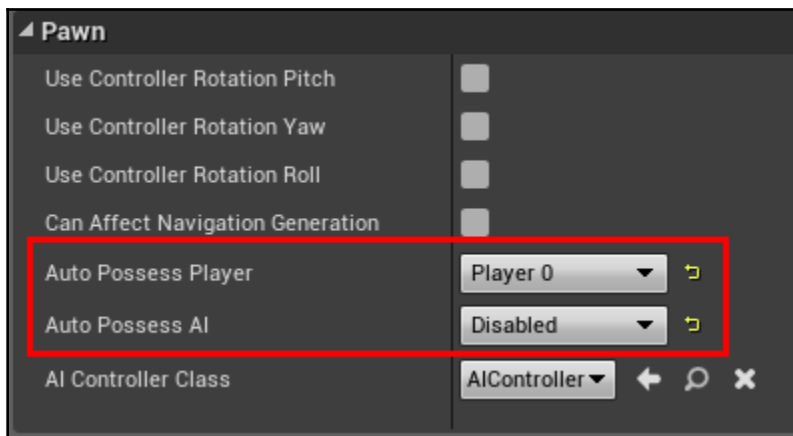 Pawn
Use Controller Rotation Pitch
Use Controller Rotation Yaw
Use Controller Rotation Roll
Can Affect Navigation Generation
Auto Possess Player Player 0
Auto Possess AI Disabled
AI Controller Class AIController